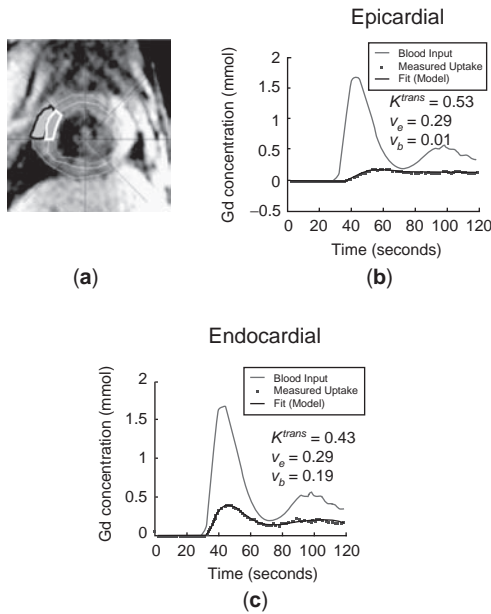 Epicardial
(a)
Gd concentration (mmol)
2
1.5
1
0.5
0
−0.5
Blood Input
Measured Uptake
Fit (Model)
K^trans = 0.53
v_e = 0.29
v_b = 0.01
0 20 40 60 80 100 120
Time (seconds)
(b)
Endocardial
Gd concentration (mmol)
2
1.5
1
0.5
0
Blood Input
Measured Uptake
Fit (Model)
K^trans = 0.43
v_e = 0.29
v_b = 0.19
0 20 40 60 80 100 120
Time (seconds)
(c)